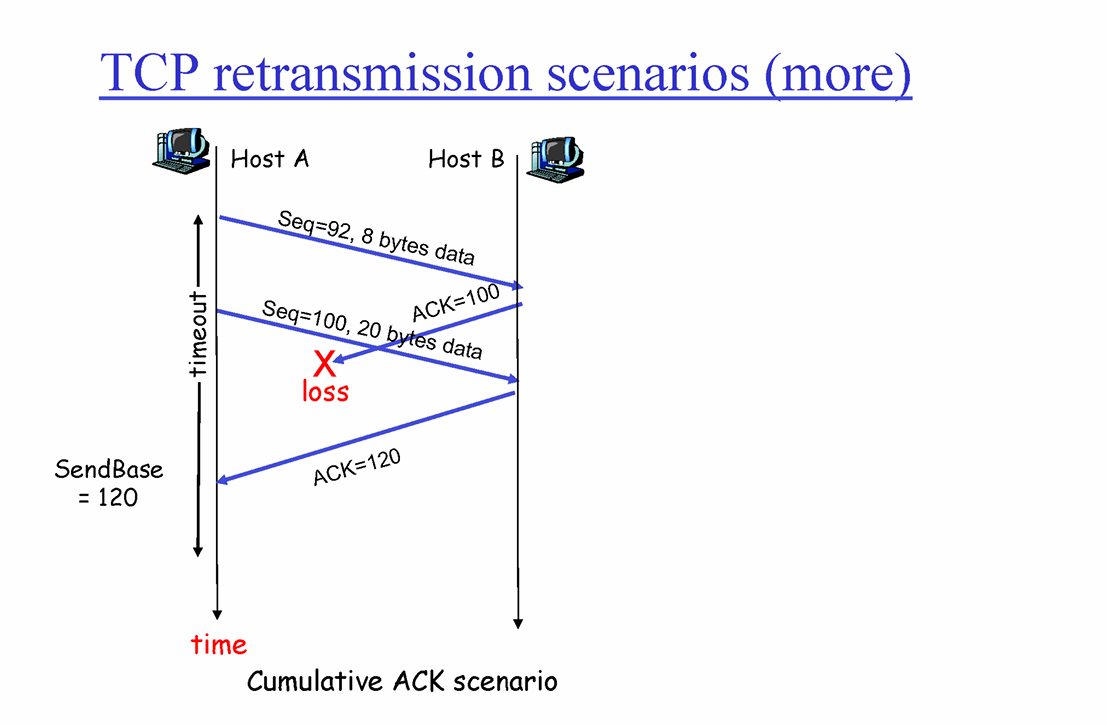 TCP retransmission scenarios (more)
Host A
Host B
Seq=92, 8 bytes data
ACK=100
Seq=100, 20 bytes data
timeout
X
loss
ACK=120
SendBase
= 120
time
Cumulative ACK scenario